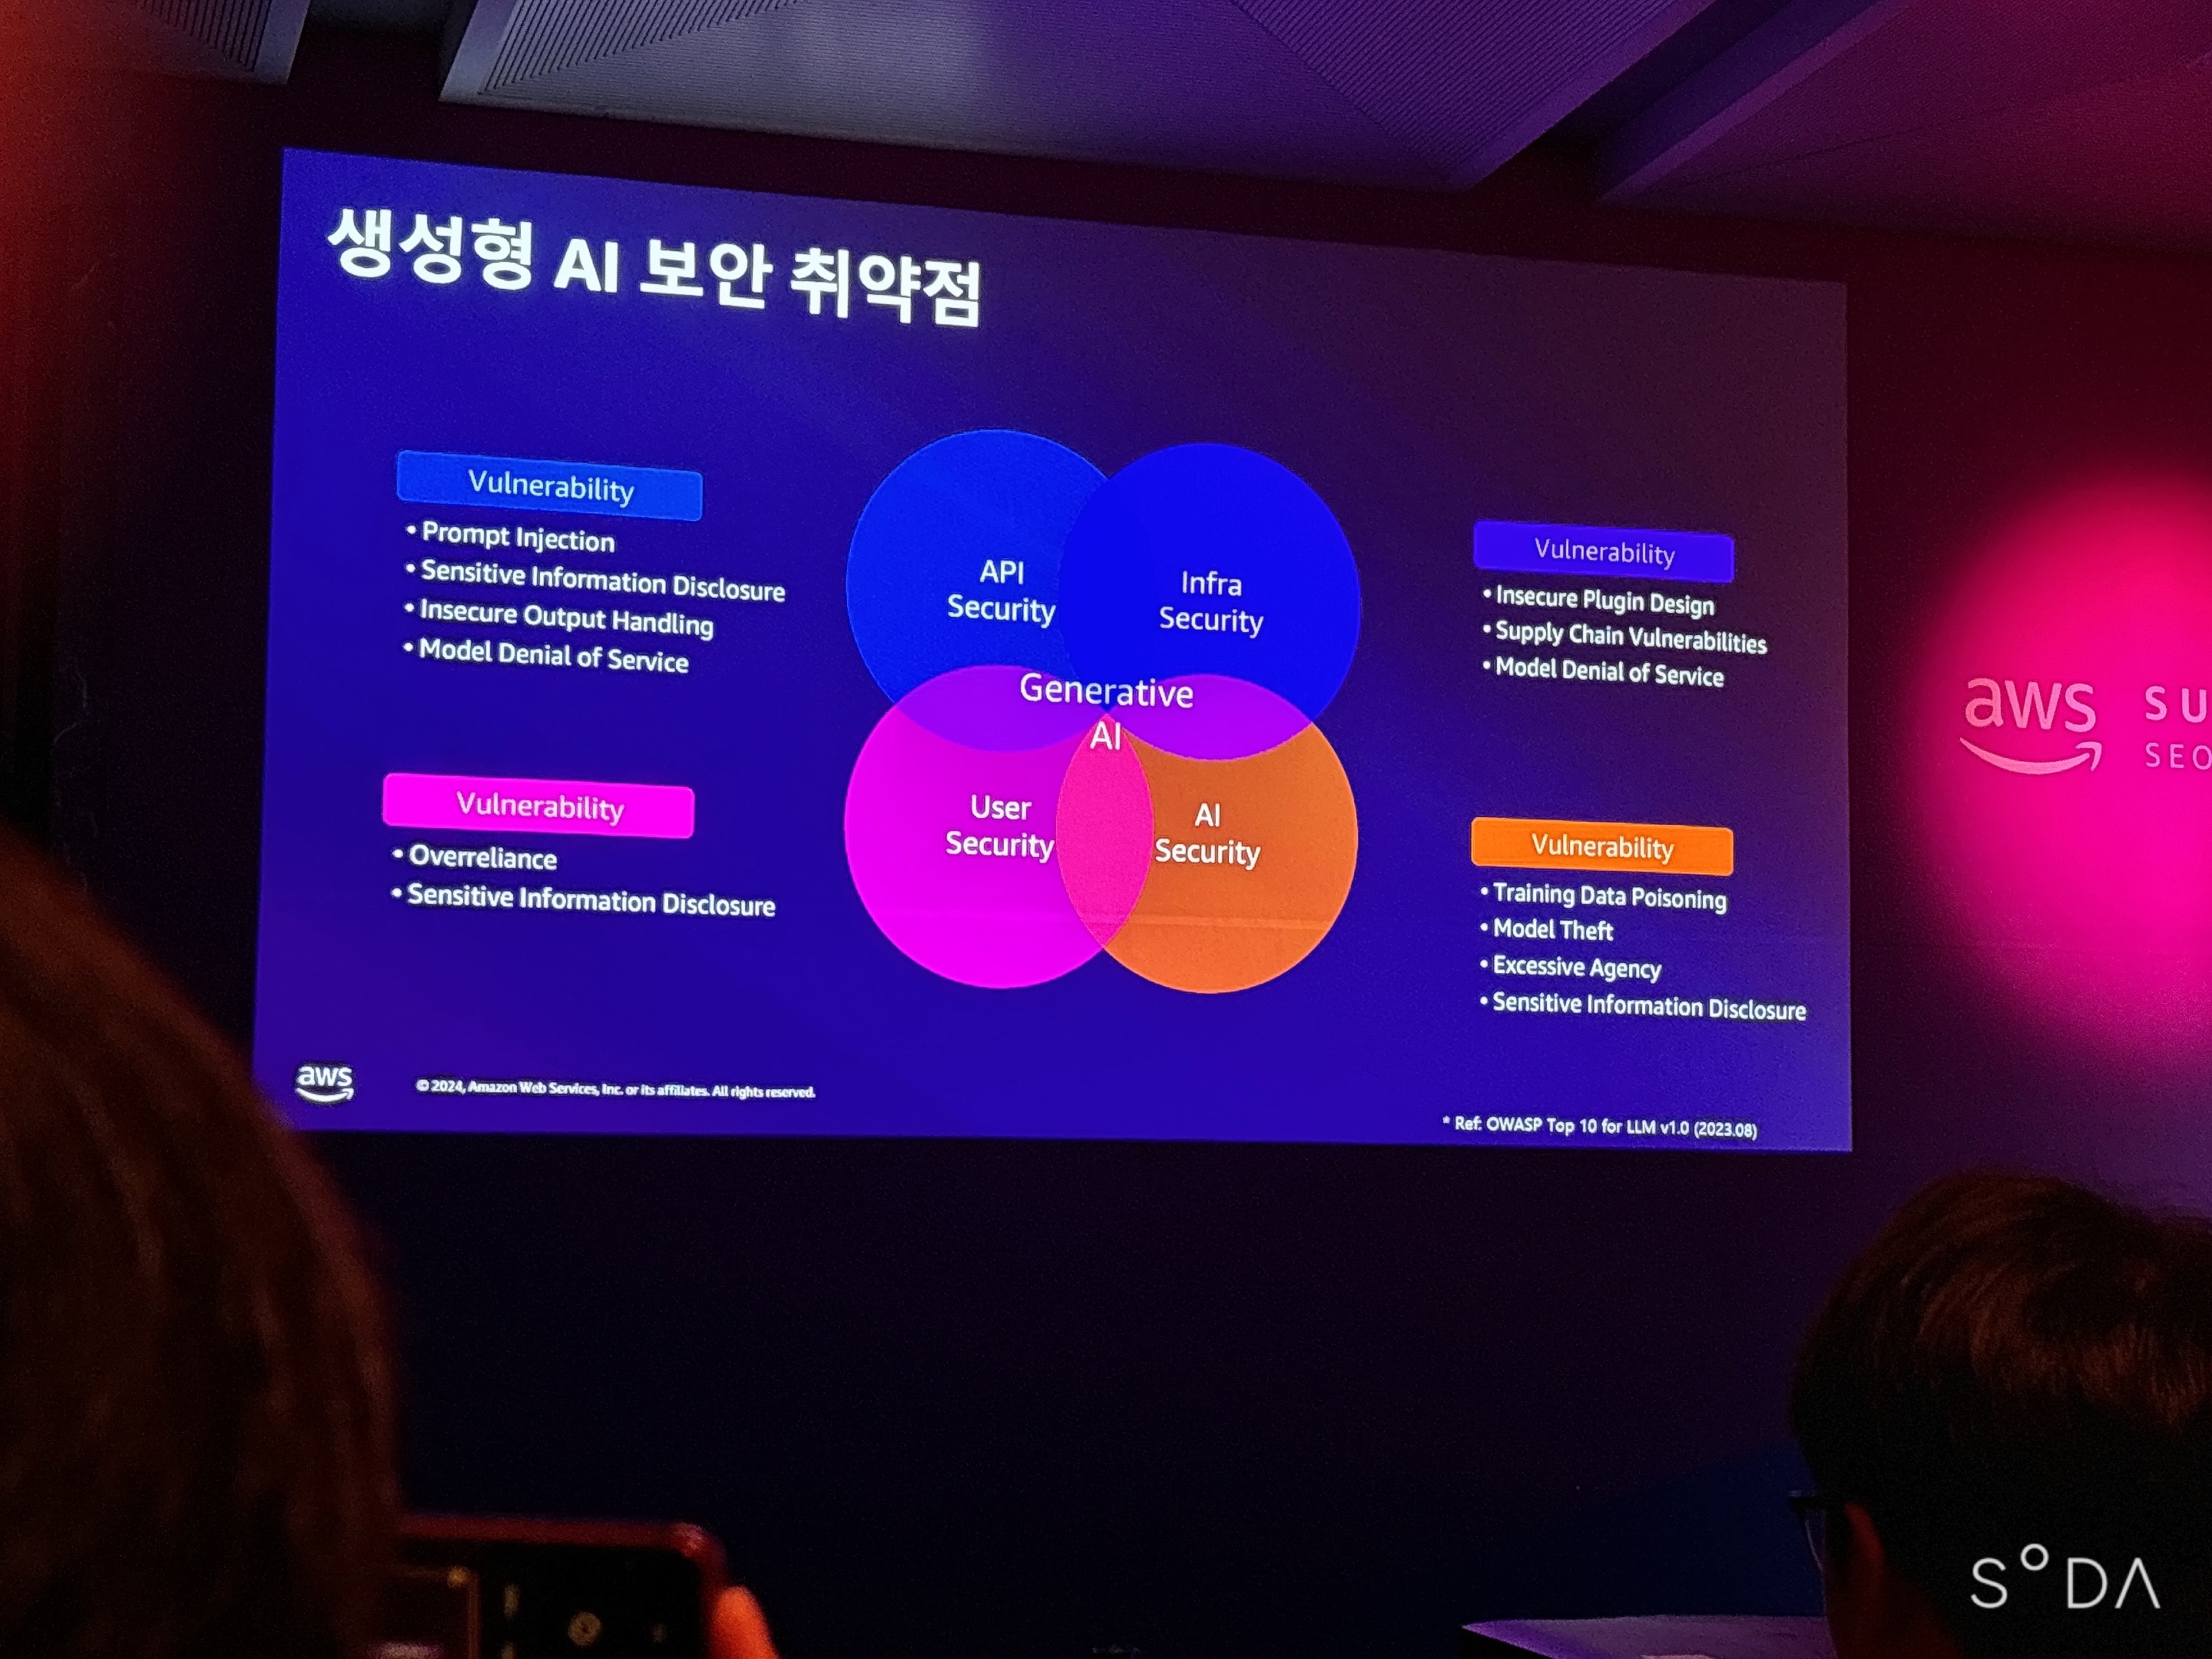 생성형 AI 보안 취약점
Vulnerability
• Prompt Injection
• Sensitive Information Disclosure
• Insecure Output Handling
• Model Denial of Service
API
Security
Infra
Security
Generative
AI
User
Security
AI
Security
Vulnerability
• Insecure Plugin Design
• Supply Chain Vulnerabilities
• Model Denial of Service
Vulnerability
• Overreliance
• Sensitive Information Disclosure
Vulnerability
• Training Data Poisoning
• Model Theft
• Excessive Agency
• Sensitive Information Disclosure
aws
© 2024, Amazon Web Services, Inc. or its affiliates. All rights reserved.
* Ref: OWASP Top 10 for LLM v1.0 (2023.08)
aws SU
SEO
SODA